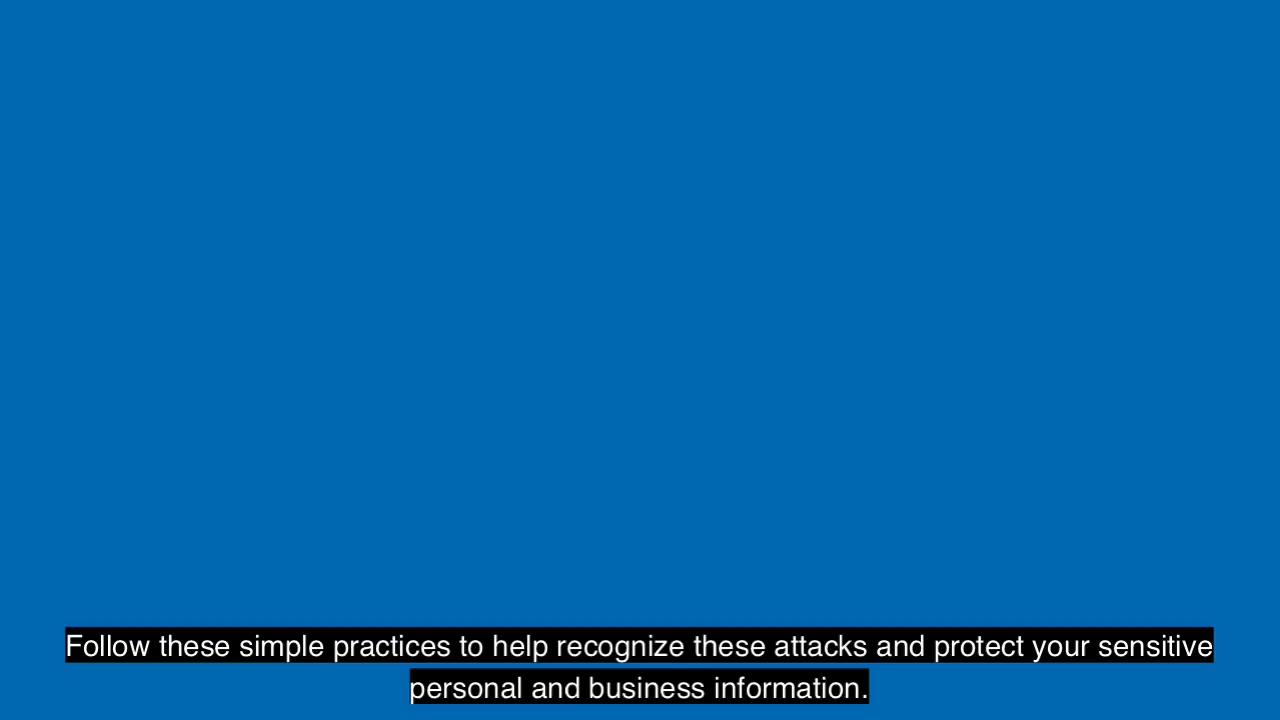 Follow these simple practices to help recognize these attacks and protect your sensitive
personal and business information.